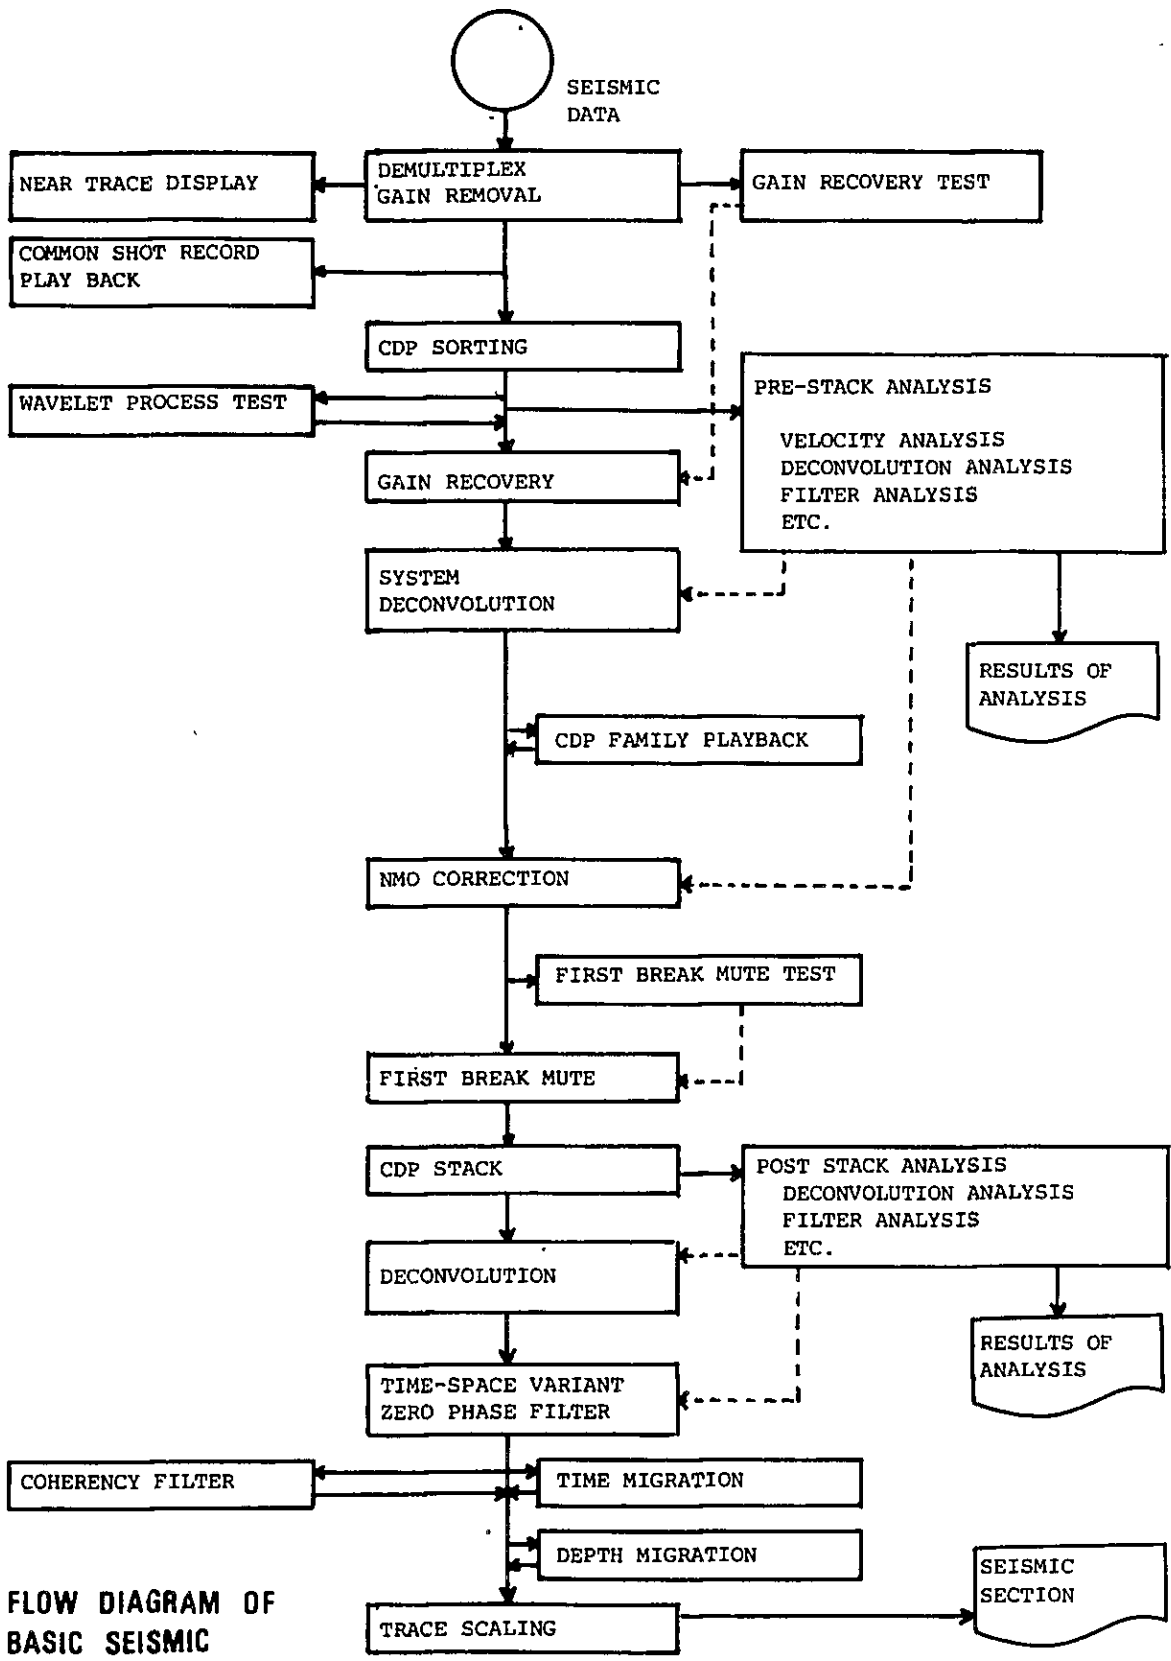 SEISMIC
DATA
DEMULTIPLEX
GAIN REMOVAL
NEAR TRACE DISPLAY
GAIN RECOVERY TEST
COMMON SHOT RECORD
PLAY BACK
CDP SORTING
WAVELET PROCESS TEST
PRE-STACK ANALYSIS
VELOCITY ANALYSIS
DECONVOLUTION ANALYSIS
FILTER ANALYSIS
ETC.
GAIN RECOVERY
SYSTEM
DECONVOLUTION
RESULTS OF
ANALYSIS
CDP FAMILY PLAYBACK
NMO CORRECTION
FIRST BREAK MUTE TEST
FIRST BREAK MUTE
CDP STACK
POST STACK ANALYSIS
DECONVOLUTION ANALYSIS
FILTER ANALYSIS
ETC.
DECONVOLUTION
RESULTS OF
ANALYSIS
TIME-SPACE VARIANT
ZERO PHASE FILTER
COHERENCY FILTER
TIME MIGRATION
DEPTH MIGRATION
SEISMIC
SECTION
TRACE SCALING
FLOW DIAGRAM OF
BASIC SEISMIC